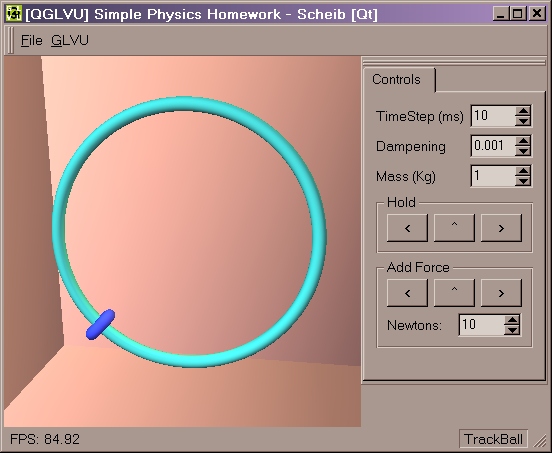 [QGLVU] Simple Physics Homework - Scheib [Qt]
File GLVU
Controls
TimeStep (ms) 10
Dampening 0.001
Mass (Kg) 1
Hold
< ^ >
Add Force
< ^ >
Newtons: 10
FPS: 84.92 TrackBall